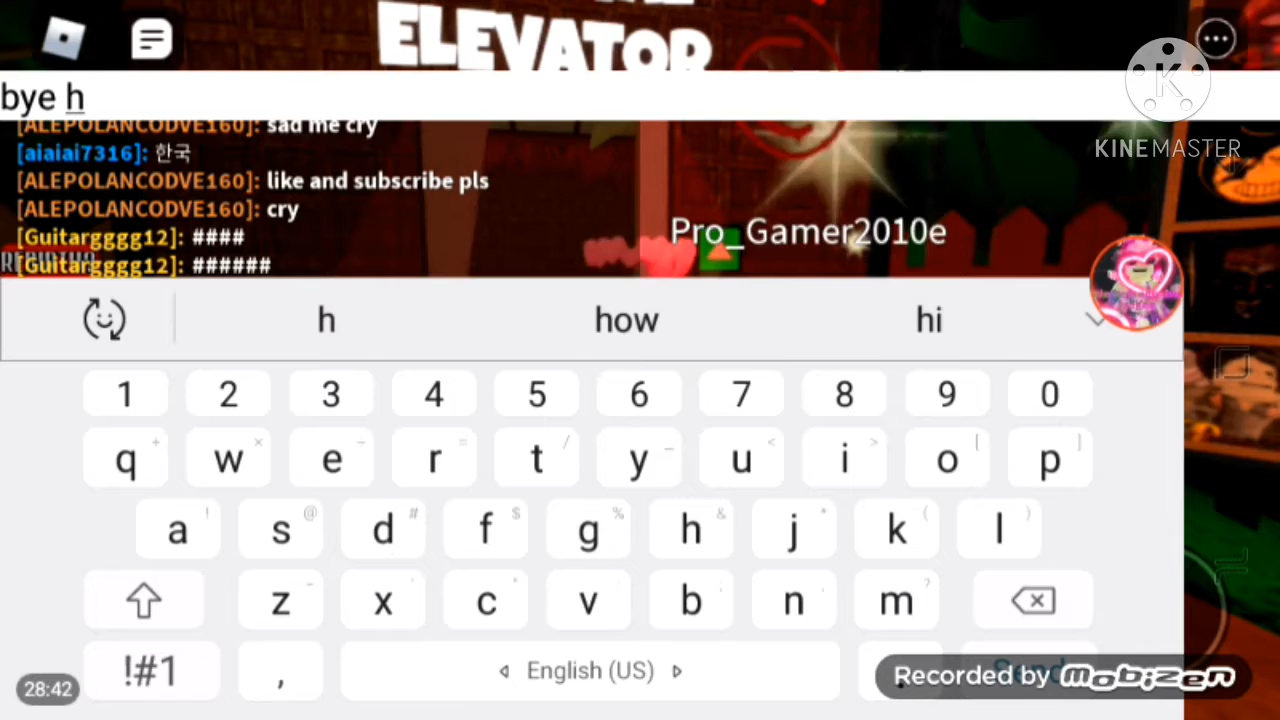 ELEVATOR
bye h
KINEMASTER
[ALEPOLANCODVE160]: sad me cry
[aiaiai7316]: 한국
[ALEPOLANCODVE160]: like and subscribe pls
[ALEPOLANCODVE160]: cry
[Guitargggg12]: ####
[Guitargggg12]: ######
Pro_Gamer2010e
h how hi
1 2 3 4 5 6 7 8 9 0
q w e r t y u i o p
a s d f g h j k l
z x c v b n m
!#1 , English (US) . Send
28:42
Recorded by mobizen